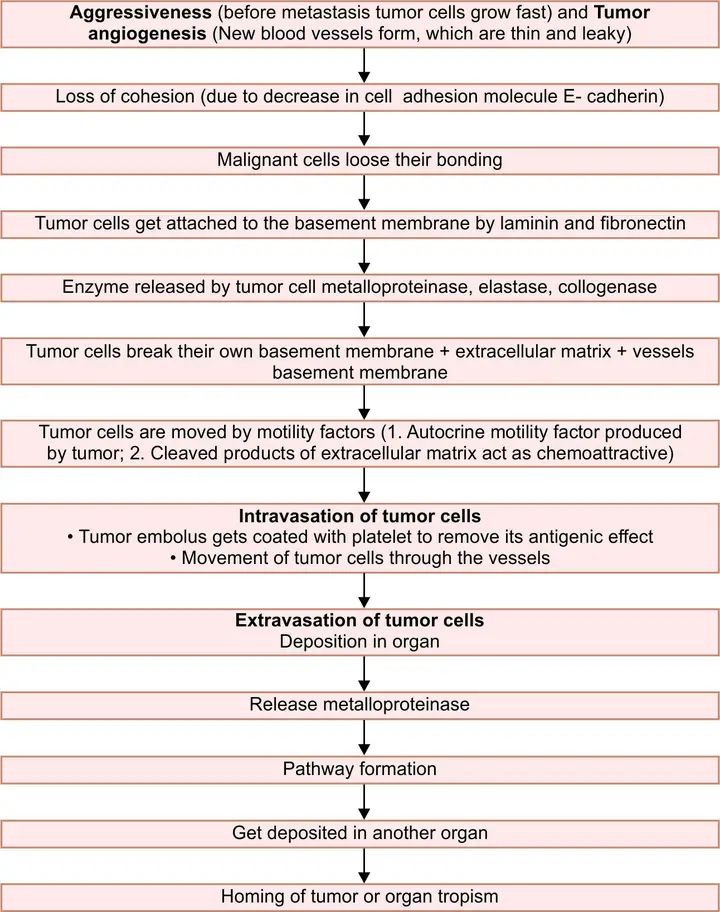 Aggressiveness (before metastasis tumor cells grow fast) and Tumor
angiogenesis (New blood vessels form, which are thin and leaky)
Loss of cohesion (due to decrease in cell adhesion molecule E- cadherin)
Malignant cells loose their bonding
Tumor cells get attached to the basement membrane by laminin and fibronectin
Enzyme released by tumor cell metalloproteinase, elastase, collogenase
Tumor cells break their own basement membrane + extracellular matrix + vessels
basement membrane
Tumor cells are moved by motility factors (1. Autocrine motility factor produced
by tumor; 2. Cleaved products of extracellular matrix act as chemoattractive)
Intravasation of tumor cells
• Tumor embolus gets coated with platelet to remove its antigenic effect
• Movement of tumor cells through the vessels
Extravasation of tumor cells
Deposition in organ
Release metalloproteinase
Pathway formation
Get deposited in another organ
Homing of tumor or organ tropism